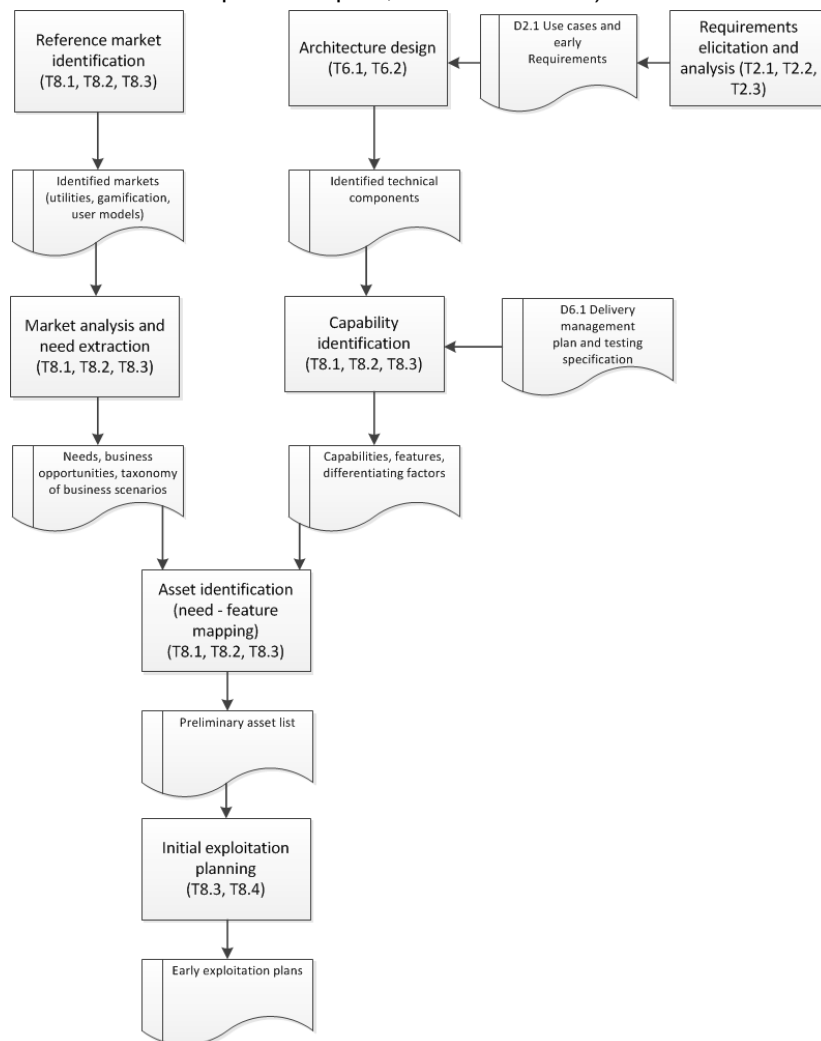 Reference market
identification
(T8.1, T8.2, T8.3)
Architecture design
(T6.1, T6.2)
D2.1 Use cases and
early
Requirements
Requirements
elicitation and
analysis (T2.1, T2.2,
T2.3)
Identified markets
(utilities, gamification,
user models)
Identified technical
components
Market analysis and
need extraction
(T8.1, T8.2, T8.3)
Capability
identification
(T8.1, T8.2, T8.3)
D6.1 Delivery
management
plan and testing
specification
Needs, business
opportunities, taxonomy
of business scenarios
Capabilities, features,
differentiating factors
Asset identification
(need - feature
mapping)
(T8.1, T8.2, T8.3)
Preliminary asset list
Initial exploitation
planning
(T8.3, T8.4)
Early exploitation plans